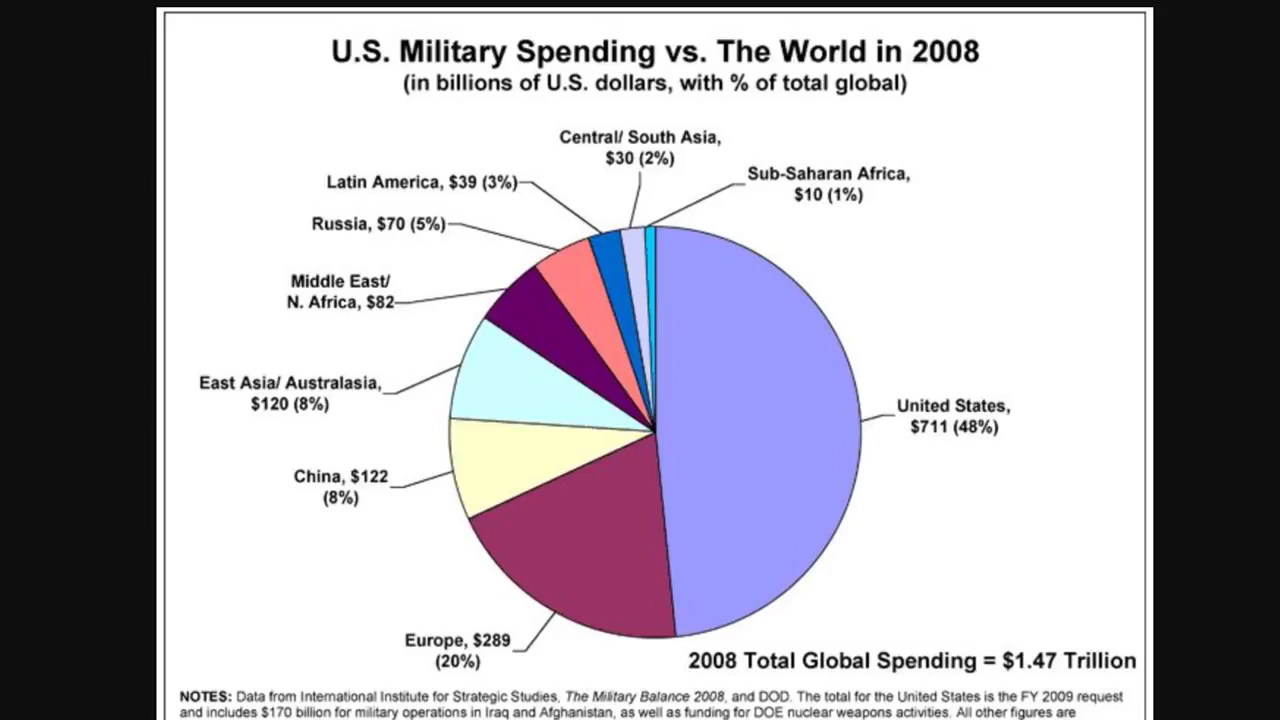 U.S. Military Spending vs. The World in 2008
(in billions of U.S. dollars, with % of total global)
Central/ South Asia,
$30 (2%)
Sub-Saharan Africa,
$10 (1%)
Latin America, $39 (3%)
Russia, $70 (5%)
Middle East/
N. Africa, $82
East Asia/ Australasia,
$120 (8%)
United States,
$711 (48%)
China, $122
(8%)
Europe, $289
(20%)
2008 Total Global Spending = $1.47 Trillion
NOTES: Data from International Institute for Strategic Studies, The Military Balance 2008, and DOD. The total for the United States is the FY 2009 request
and includes $170 billion for military operations in Iraq and Afghanistan, as well as funding for DOE nuclear weapons activities. All other figures are